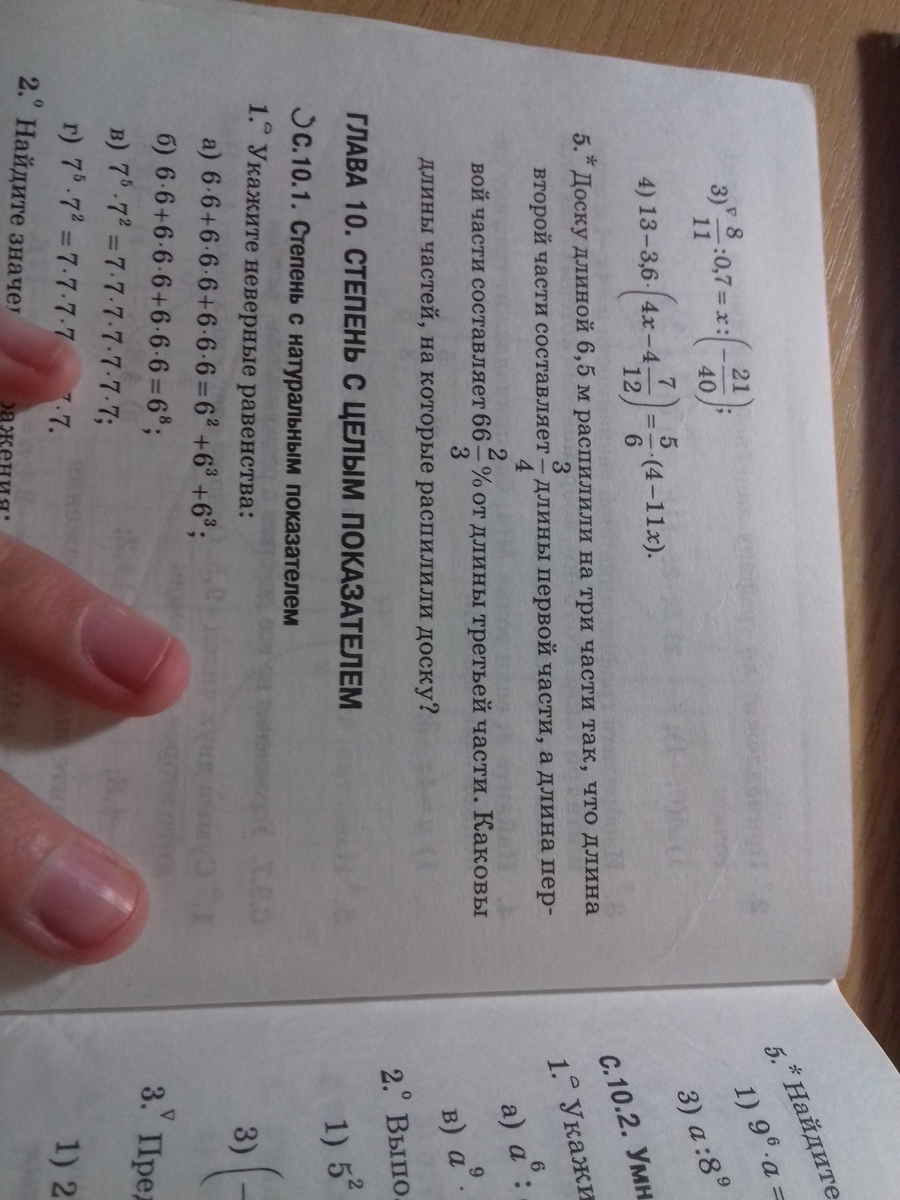 3)▽ 8/11 : 0,7 = x : (−21/40);
4) 13−3,6·(4x−4 7/12) = 5/6·(4−11x).
5.* Доску длиной 6,5 м распилили на три части так, что длина
второй части составляет 3/4 длины первой части, а длина пер-
вой части составляет 66 2/3 % от длины третьей части. Каковы
длины частей, на которые распилили доску?
ГЛАВА 10. СТЕПЕНЬ С ЦЕЛЫМ ПОКАЗАТЕЛЕМ
С.10.1. Степень с натуральным показателем
1.° Укажите неверные равенства:
а) 6·6+6·6·6+6·6·6=6²+6³+6³;
б) 6·6+6·6·6+6·6·6=6⁸;
в) 7⁵·7²=7·7·7·7·7·7·7;
г) 7⁵·7²=7·7·7·7 7·7.
2.° Найдите ажения:
5.* Найдите
1) 9⁶·a=
3) a:8⁹
С.10.2.
1.° Укажи
а) a⁶:
в) a⁹·
2.°
1) 5²
3) (−
3.▽
1) 2